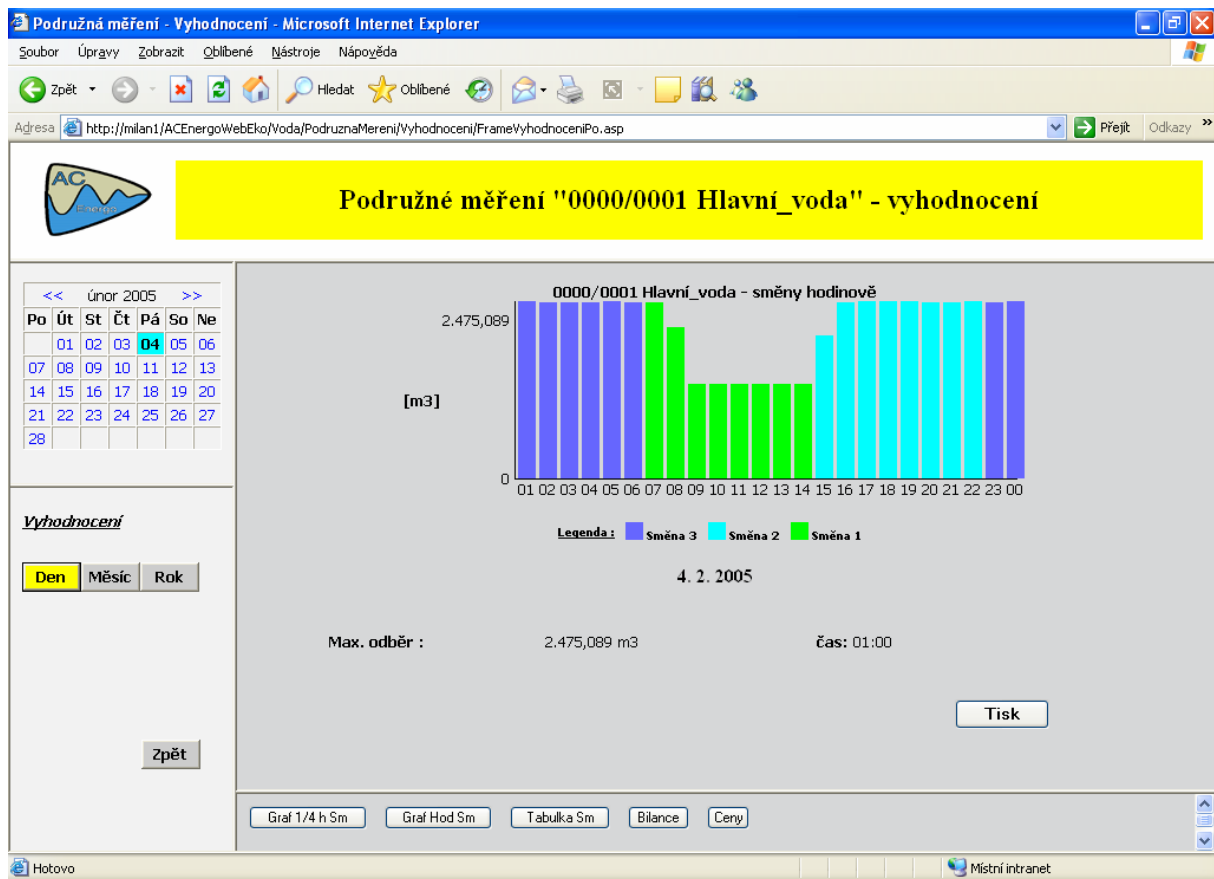 Podružná měření - Vyhodnocení - Microsoft Internet Explorer
Soubor Úpravy Zobrazit Oblíbené Nástroje Nápověda
Zpět Hledat Oblíbené
Adresa http://milan1/ACEnergoWebEko/Voda/PodruznaMereni/Vyhodnoceni/FrameVyhodnoceniPo.asp Přejít Odkazy »
AC
Energo
Podružné měření "0000/0001 Hlavní_voda" - vyhodnocení
<< únor 2005 >>
Po Út St Čt Pá So Ne
01 02 03 04 05 06
07 08 09 10 11 12 13
14 15 16 17 18 19 20
21 22 23 24 25 26 27
28
Vyhodnocení
Den Měsíc Rok
Zpět
0000/0001 Hlavní_voda - směny hodinově
2.475,089
[m3]
0
01 02 03 04 05 06 07 08 09 10 11 12 13 14 15 16 17 18 19 20 21 22 23 00
Legenda : Směna 3 Směna 2 Směna 1
4. 2. 2005
Max. odběr : 2.475,089 m3 čas: 01:00
Tisk
Graf 1/4 h Sm Graf Hod Sm Tabulka Sm Bilance Ceny
Hotovo Místní intranet